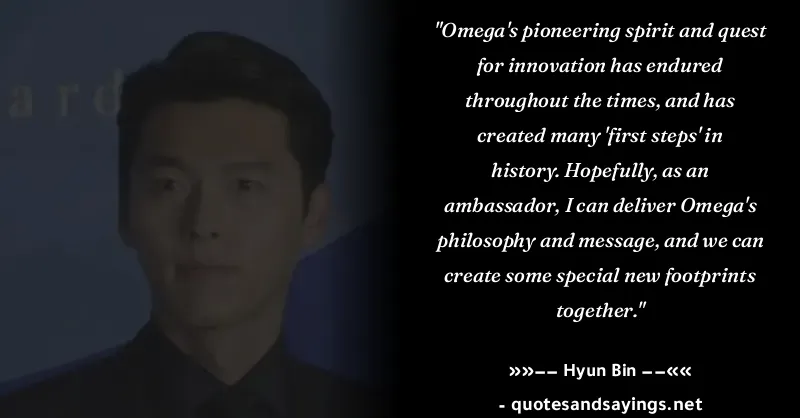 ard
"Omega's pioneering spirit and quest
for innovation has endured
throughout the times, and has
created many 'first steps' in
history. Hopefully, as an
ambassador, I can deliver Omega's
philosophy and message, and we can
create some special new footprints
together."
»»−− Hyun Bin −−««
- quotesandsayings.net